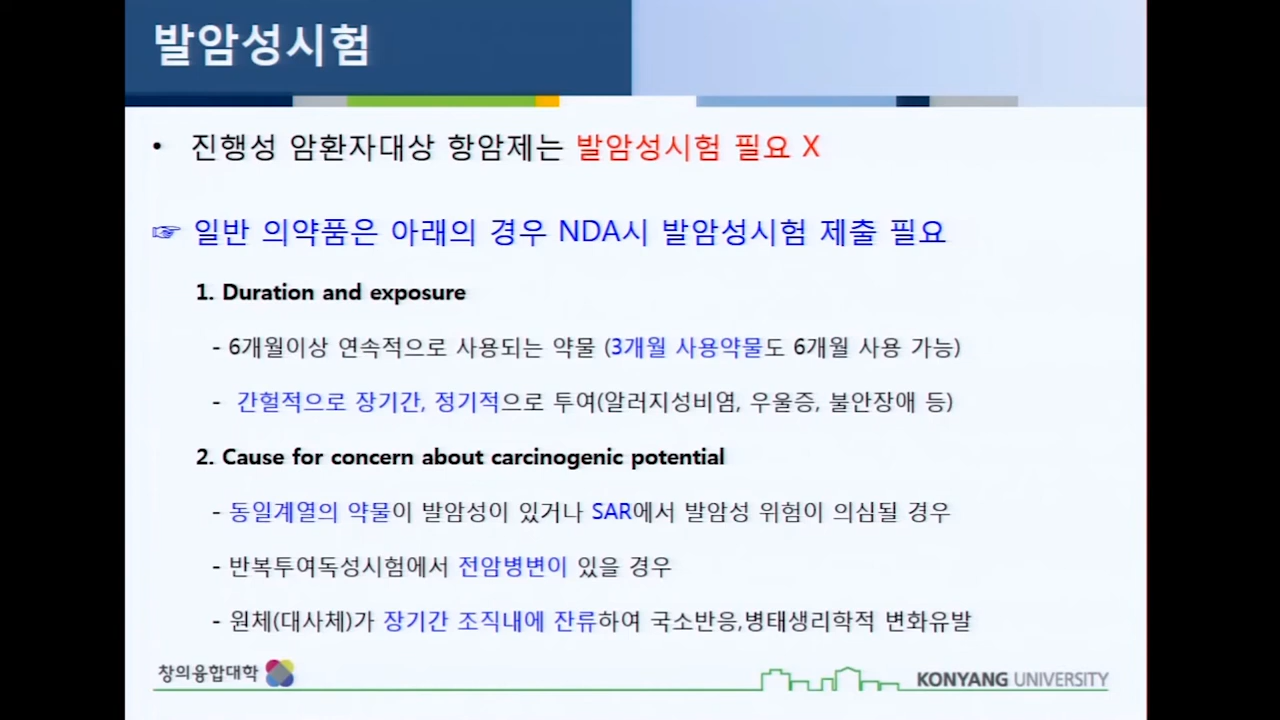 발암성시험
• 진행성 암환자대상 항암제는 발암성시험 필요 X
☞ 일반 의약품은 아래의 경우 NDA시 발암성시험 제출 필요
1. Duration and exposure
- 6개월이상 연속적으로 사용되는 약물 (3개월 사용약물도 6개월 사용 가능)
- 간헐적으로 장기간, 정기적으로 투여(알러지성비염, 우울증, 불안장애 등)
2. Cause for concern about carcinogenic potential
- 동일계열의 약물이 발암성이 있거나 SAR에서 발암성 위험이 의심될 경우
- 반복투여독성시험에서 전암병변이 있을 경우
- 원체(대사체)가 장기간 조직내에 잔류하여 국소반응,병태생리학적 변화유발
창의융합대학
KONYANG UNIVERSITY